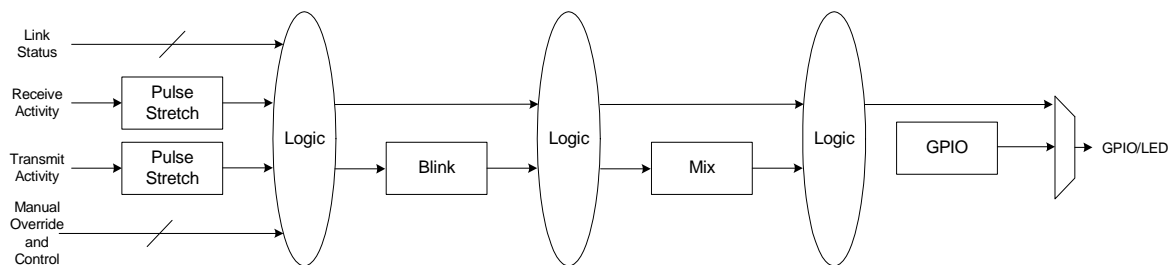 Link
Status
Receive
Activity
Pulse
Stretch
Transmit
Activity
Pulse
Stretch
Manual
Override
and
Control
Logic
Blink
Logic
Mix
Logic
GPIO
GPIO/LED